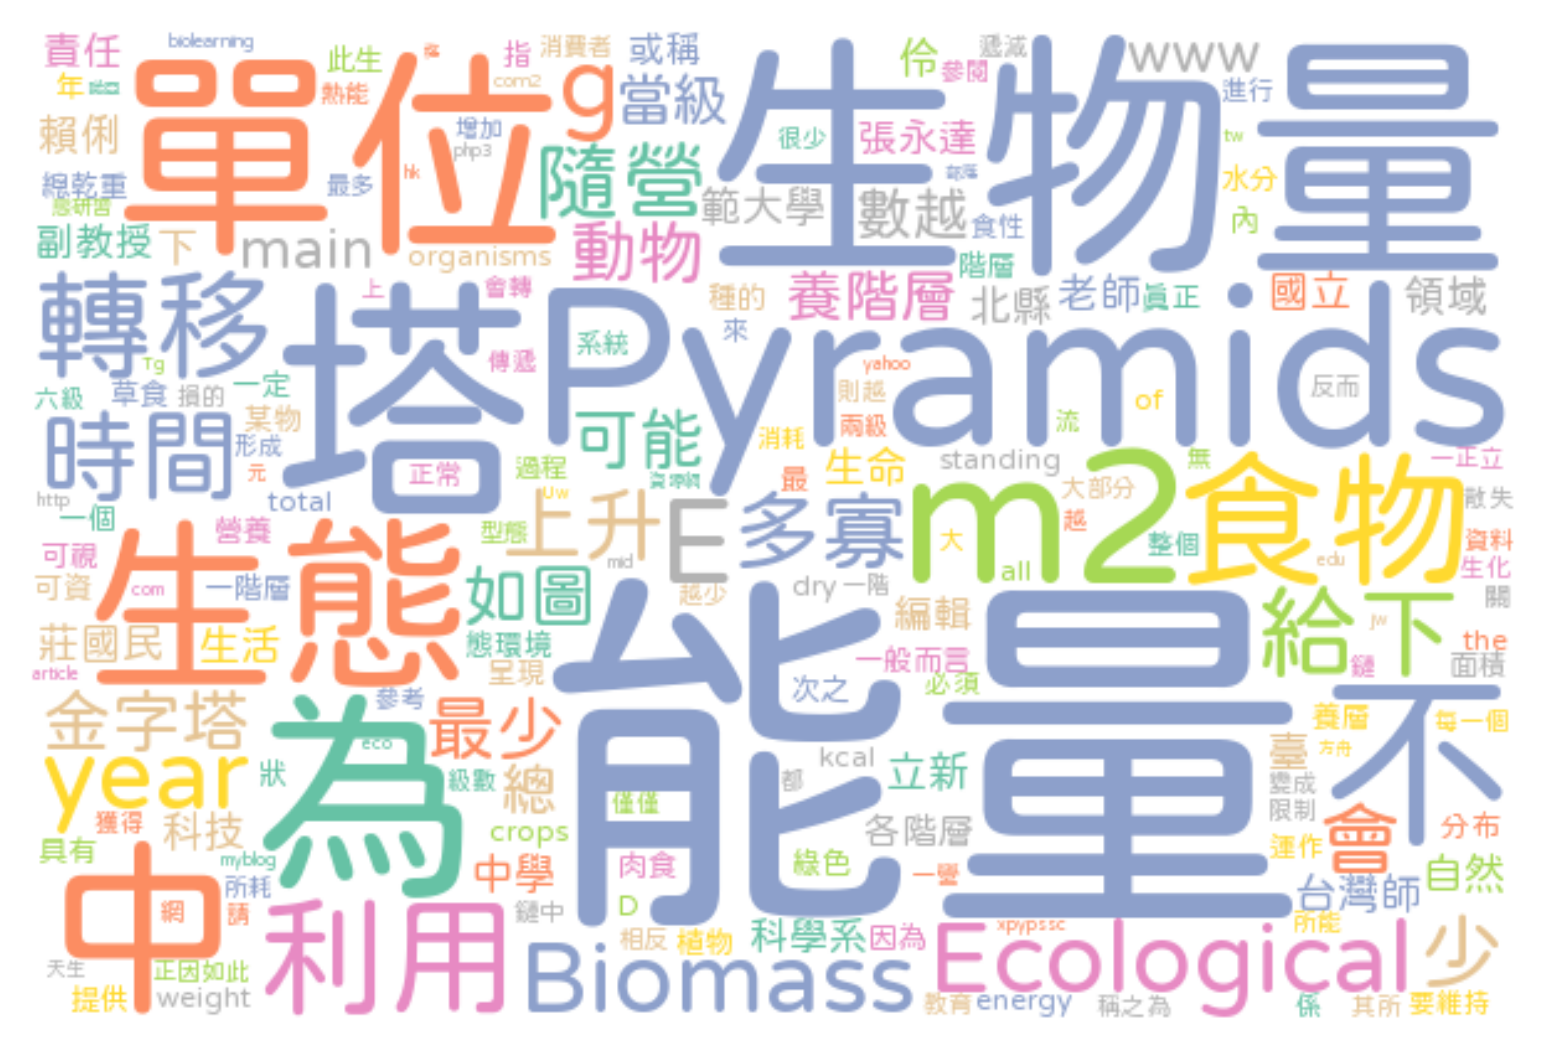 責任 biolearning 此生 指 消費者 或稱 伶 遞減 www
年 熱能 com2 g 當級 參閱 進行
單位 生物量
賴俐 增加 php3 隨營 很少 張永達 tw
總乾重 最多 hk 範大學 數越 食性 水分 內
副教授 下 main organisms 動物 階層
轉移 上 會轉 種的 養階層 北縣 老師 真正 國立 領域
塔 Pyramids
Tg 傳遞 系統 來 yahoo 反而
六級 草食 損的 一定 則越 of
時間 某物 形成 可能 消耗 兩級 流
元 正常 過程 生命 standing 無 一正立
http 一個 total Uw 最 大部分 散失
m2 食物
營養 型態 上升 E 多寡 越 大 整個 資料
可視 mid all edu 生化
生態 如圖 能量 給下
可資 com 一階層 越少 dry 一階 編輯 關
莊國民 生活 態環境 一般而言 jw the
article 呈現 次之 必須 鏈 面積
金字塔 為 參考 最少 不 養層 每一個
eco kcal 立新 臺 方舟
year 狀 級數 總 都 變成
獲得 科技 crops 僅僅 各階層 限制 會 分布
具有 myblog 中學 肉食 綠色 運作 自然
中 所耗 D 台灣師
網 請 利用 鏈中 科學系 因為 xpypssc 所能
天生 正因如此 相反 植物 Ecological 少
提供 weight Biomass 教育 energy 稱之為 係 其所 要維持